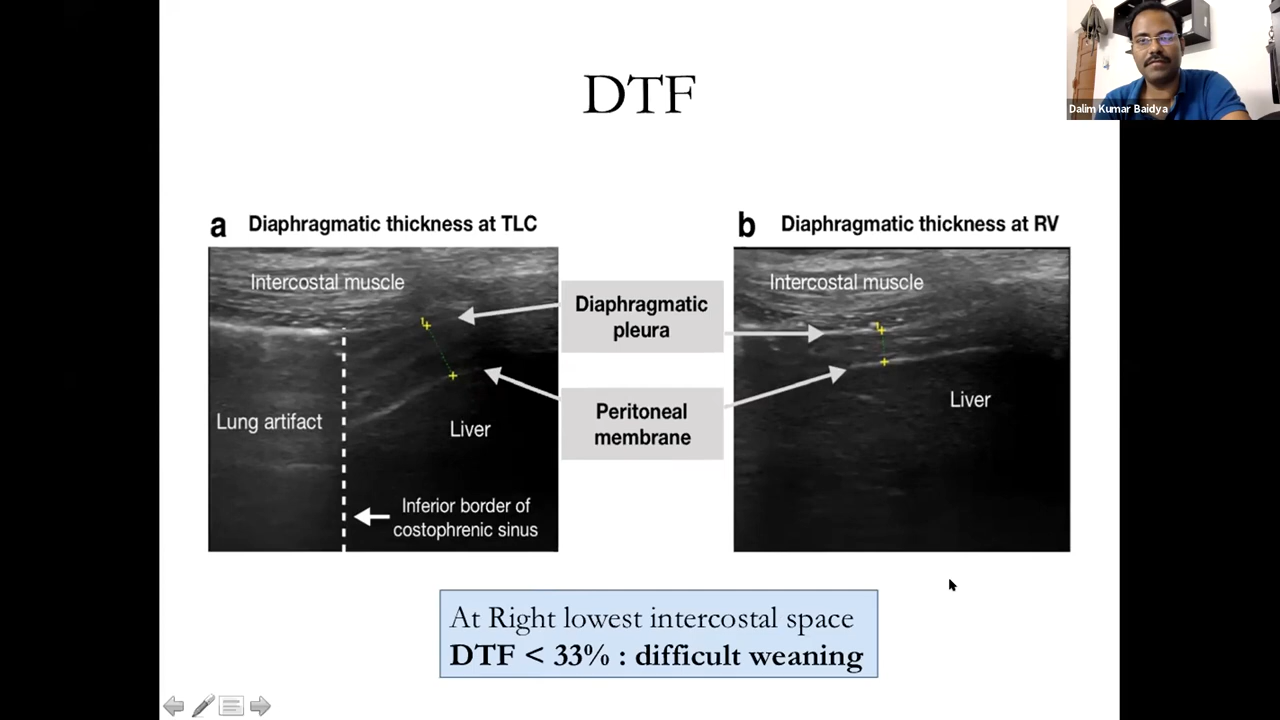 Dalim Kumar Baidya
DTF
a Diaphragmatic thickness at TLC
Intercostal muscle
Lung artifact
Liver
Inferior border of
costophrenic sinus
Diaphragmatic
pleura
Peritoneal
membrane
b Diaphragmatic thickness at RV
Intercostal muscle
Liver
At Right lowest intercostal space
DTF < 33% : difficult weaning